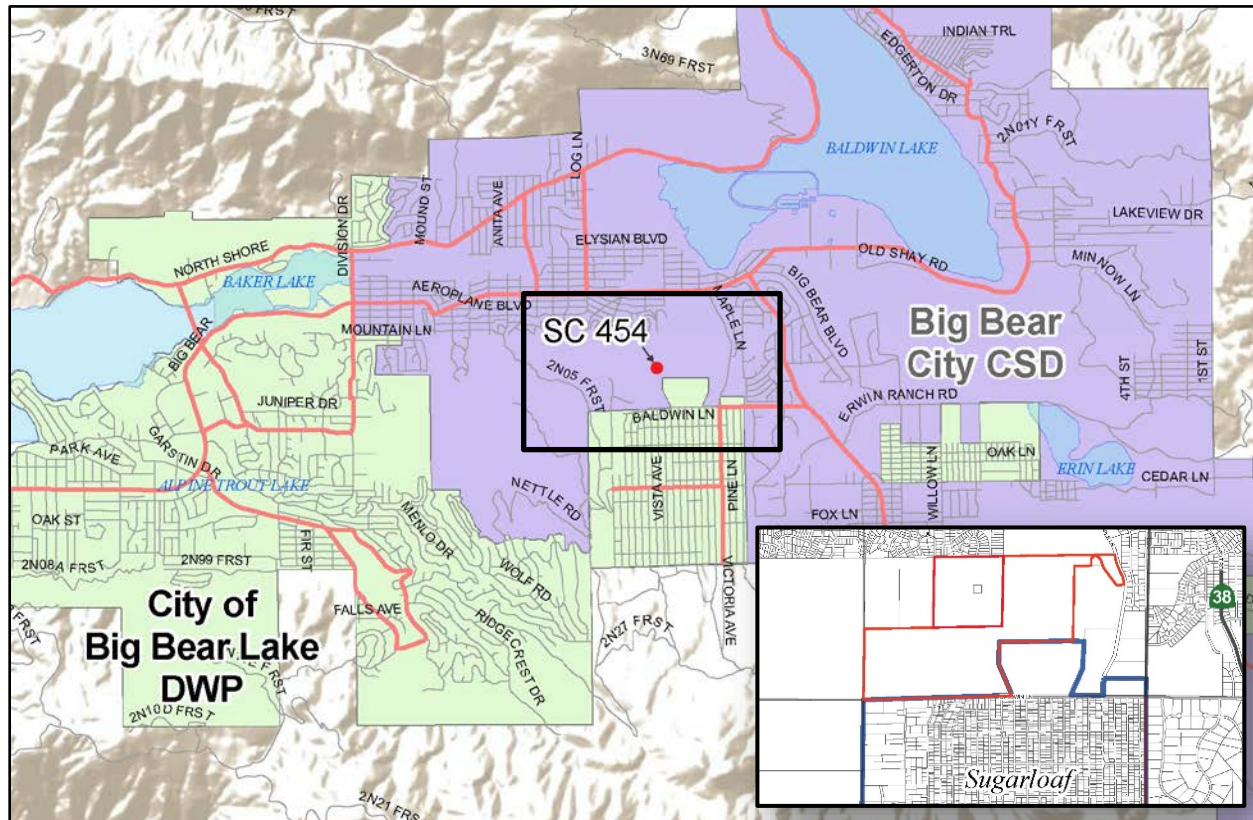 INDIAN TRL
3N69 FRST
EDGERTON DR
2N01Y FRST
LOG LN
BALDWIN LAKE
MOUND ST
ANITA AVE
LAKEVIEW DR
DIVISION DR
ELYSIAN BLVD
NORTH SHORE
OLD SHAY RD
MINNOW LN
BAKER LAKE
AEROPLANE BLVD
BIG BEAR BLVD
MAPLE LN
BIG BEAR
MOUNTAIN LN
SC 454
Big Bear
City CSD
4TH ST
1ST ST
2N05 FRST
JUNIPER DR
ERWIN RANCH RD
BALDWIN LN
PARK AVE
GARSTIN DR
OAK LN
ERIN LAKE
ALPINE TROUT LAKE
VISTA AVE
PINE LN
WILLOW LN
CEDAR LN
NETTLE RD
OAK ST
MENLO DR
FOX LN
FIR ST
2N99 FRST
2N08A FRST
WOLF RD
VICTORIA AVE
City of
Big Bear Lake
DWP
FALLS AVE
RIDGECREST DR
2N27 FRST
2N10D FRST
2N21 FRST
38
Sugarloaf